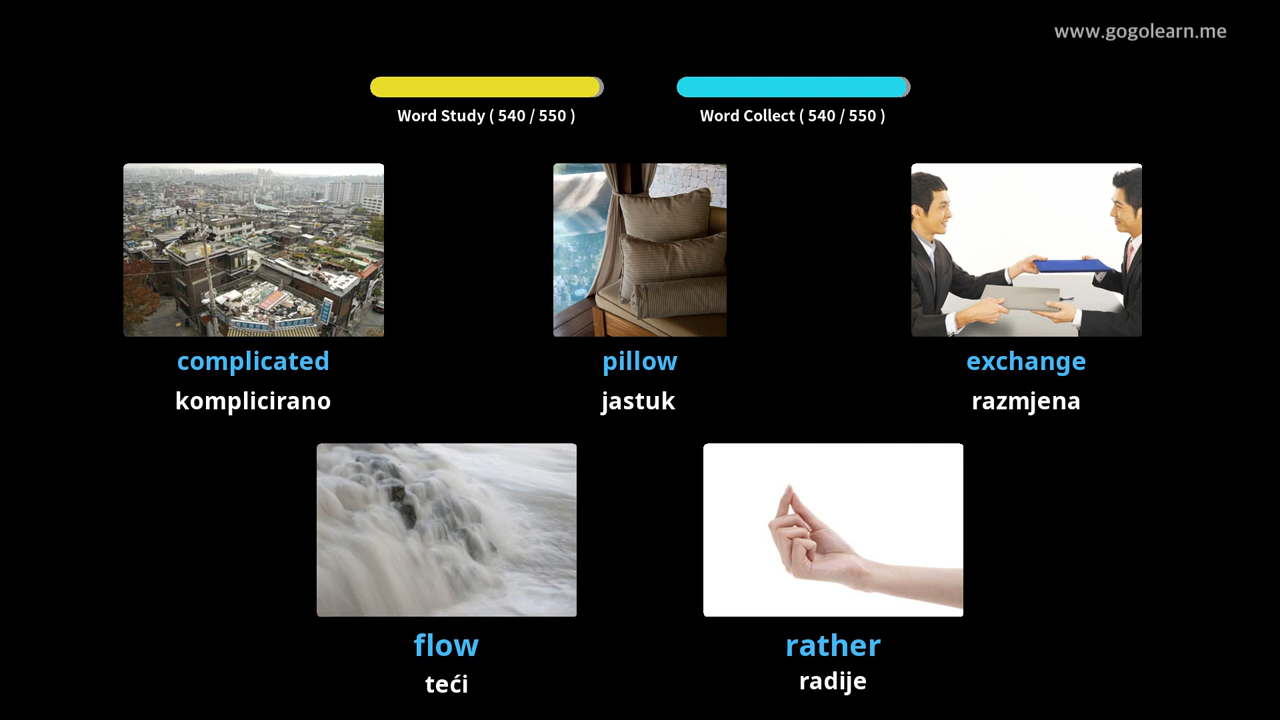 www.gogolearn.me
Word Study ( 540 / 550 )
Word Collect ( 540 / 550 )
complicated
komplicirano
pillow
jastuk
exchange
razmjena
flow
teći
rather
radije